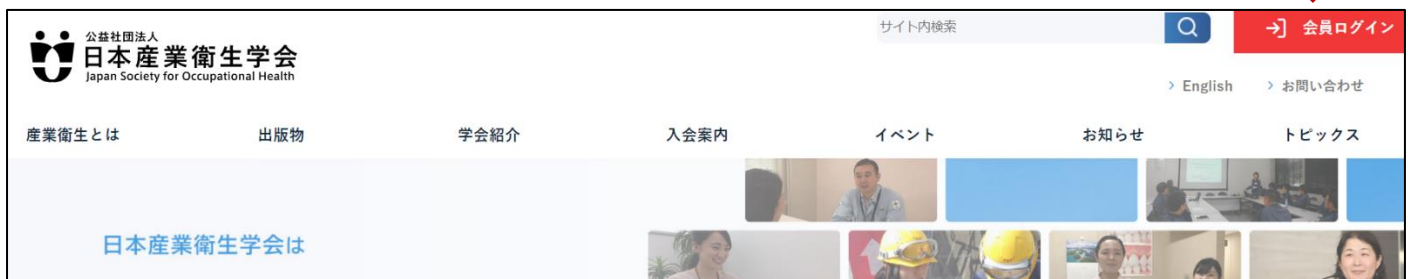 公益社団法人
日本産業衛生学会
Japan Society for Occupational Health
サイト内検索
会員ログイン
English
お問い合わせ
産業衛生とは
出版物
学会紹介
入会案内
イベント
お知らせ
トピックス
日本産業衛生学会は